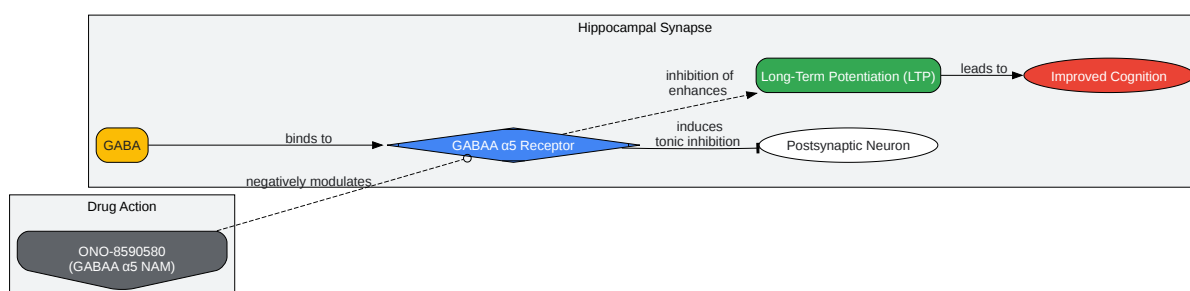 Hippocampal Synapse
inhibition of
enhances
Long-Term Potentiation (LTP)
leads to
Improved Cognition
GABA
binds to
GABAA α5 Receptor
induces
tonic inhibition
Postsynaptic Neuron
negatively modulates
Drug Action
ONO-8590580
(GABAA α5 NAM)